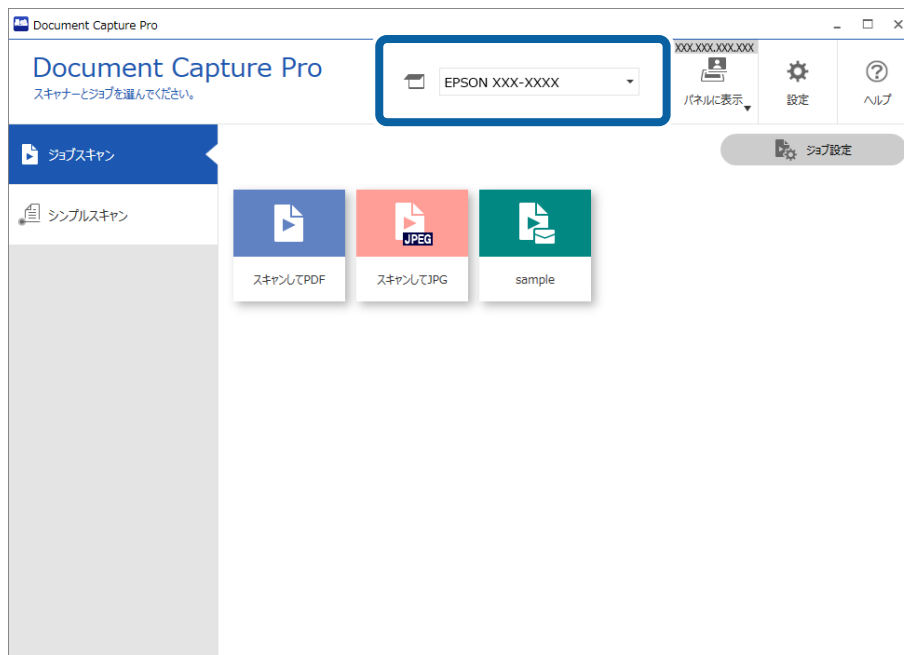 Document Capture Pro
Document Capture Pro
スキャナーとジョブを選んでください。
EPSON XXX-XXXX
XXX.XXX.XXX.XXX
パネルに表示
設定
ヘルプ
ジョブスキャン
ジョブ設定
シンプルスキャン
JPEG
スキャンしてPDF
スキャンしてJPG
sample